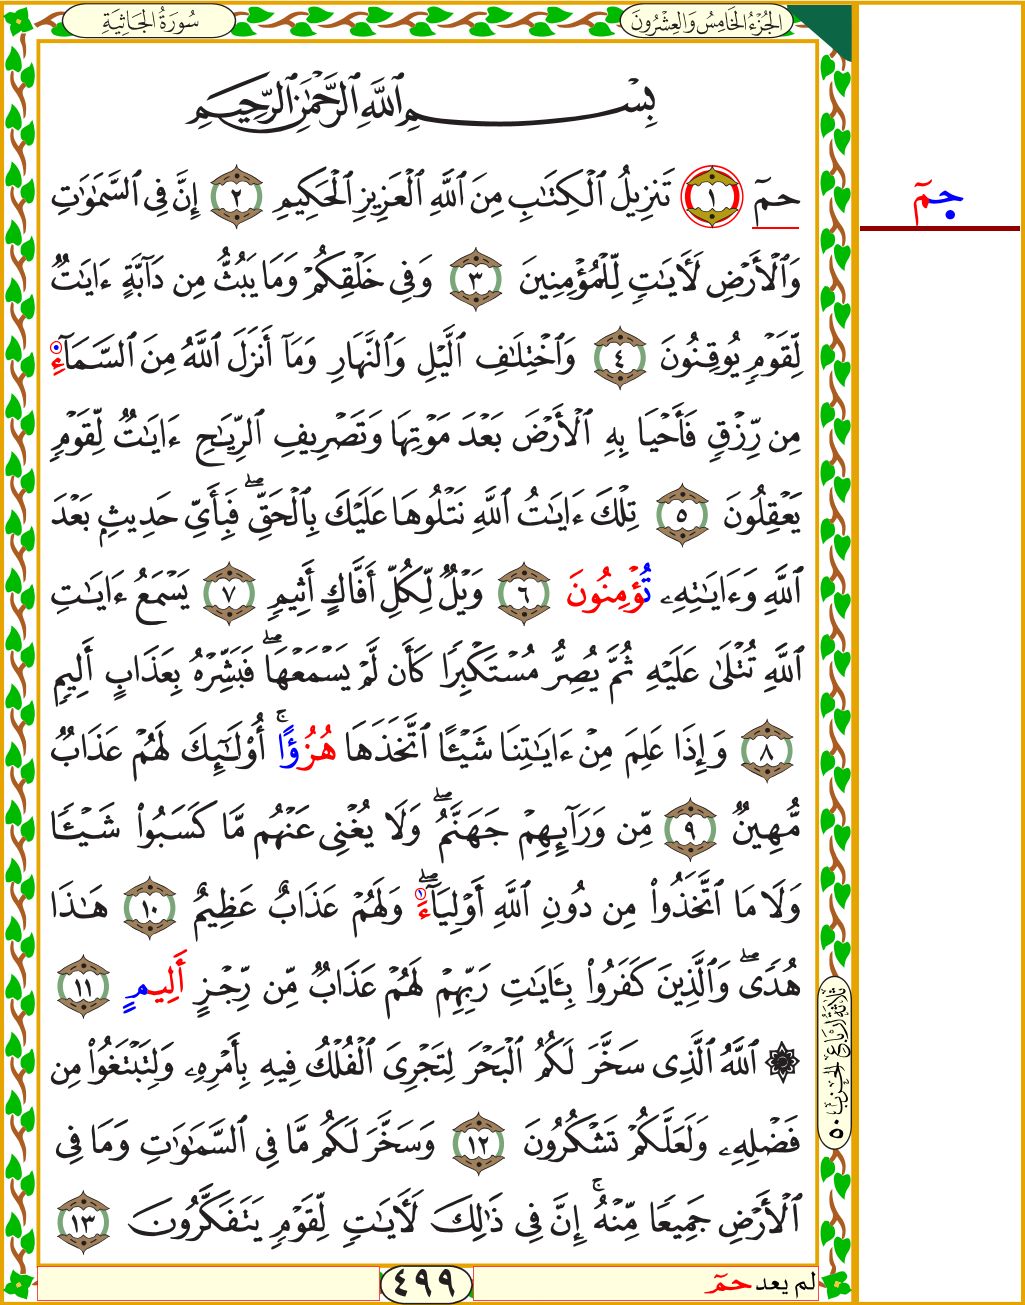 الجُزْءُ الخَامِسُ وَالعِشْرُونَ
سُورَةُ الجَاثِيَةِ
بِسْمِ ٱللَّهِ ٱلرَّحْمَٰنِ ٱلرَّحِيمِ
حمٓ ١ تَنزِيلُ ٱلْكِتَٰبِ مِنَ ٱللَّهِ ٱلْعَزِيزِ ٱلْحَكِيمِ ٢ إِنَّ فِى ٱلسَّمَٰوَٰتِ
وَٱلْأَرْضِ لَءَايَٰتٍ لِّلْمُؤْمِنِينَ ٣ وَفِى خَلْقِكُمْ وَمَا يَبُثُّ مِن دَآبَّةٍ ءَايَٰتٌ
لِّقَوْمٍ يُوقِنُونَ ٤ وَٱخْتِلَٰفِ ٱلَّيْلِ وَٱلنَّهَارِ وَمَآ أَنزَلَ ٱللَّهُ مِنَ ٱلسَّمَآءِ
مِن رِّزْقٍ فَأَحْيَا بِهِ ٱلْأَرْضَ بَعْدَ مَوْتِهَا وَتَصْرِيفِ ٱلرِّيَٰحِ ءَايَٰتٌ لِّقَوْمٍ
يَعْقِلُونَ ٥ تِلْكَ ءَايَٰتُ ٱللَّهِ نَتْلُوهَا عَلَيْكَ بِٱلْحَقِّ ۖ فَبِأَىِّ حَدِيثٍۭ بَعْدَ
ٱللَّهِ وَءَايَٰتِهِۦ تُؤْمِنُونَ ٦ وَيْلٌ لِّكُلِّ أَفَّاكٍ أَثِيمٍ ٧ يَسْمَعُ ءَايَٰتِ
ٱللَّهِ تُتْلَىٰ عَلَيْهِ ثُمَّ يُصِرُّ مُسْتَكْبِرًا كَأَن لَّمْ يَسْمَعْهَا ۖ فَبَشِّرْهُ بِعَذَابٍ أَلِيمٍ
٨ وَإِذَا عَلِمَ مِنْ ءَايَٰتِنَا شَيْـًٔا ٱتَّخَذَهَا هُزُؤًا ۚ أُو۟لَٰٓئِكَ لَهُمْ عَذَابٌ
مُّهِينٌ ٩ مِّن وَرَآئِهِمْ جَهَنَّمُ ۖ وَلَا يُغْنِى عَنْهُم مَّا كَسَبُوا۟ شَيْـًٔا
وَلَا مَا ٱتَّخَذُوا۟ مِن دُونِ ٱللَّهِ أَوْلِيَآءَ ۖ وَلَهُمْ عَذَابٌ عَظِيمٌ ١٠ هَٰذَا
هُدًى ۖ وَٱلَّذِينَ كَفَرُوا۟ بِـَٔايَٰتِ رَبِّهِمْ لَهُمْ عَذَابٌ مِّن رِّجْزٍ أَلِيمٍ ١١
۞ ٱللَّهُ ٱلَّذِى سَخَّرَ لَكُمُ ٱلْبَحْرَ لِتَجْرِىَ ٱلْفُلْكُ فِيهِ بِأَمْرِهِۦ وَلِتَبْتَغُوا۟ مِن
فَضْلِهِۦ وَلَعَلَّكُمْ تَشْكُرُونَ ١٢ وَسَخَّرَ لَكُم مَّا فِى ٱلسَّمَٰوَٰتِ وَمَا فِى
ٱلْأَرْضِ جَمِيعًا مِّنْهُ ۚ إِنَّ فِى ذَٰلِكَ لَءَايَٰتٍ لِّقَوْمٍ يَتَفَكَّرُونَ ١٣
حمٓ
ثلاثة أرباع الحزب ٥٠
لم يعد حمٓ
٤٩٩